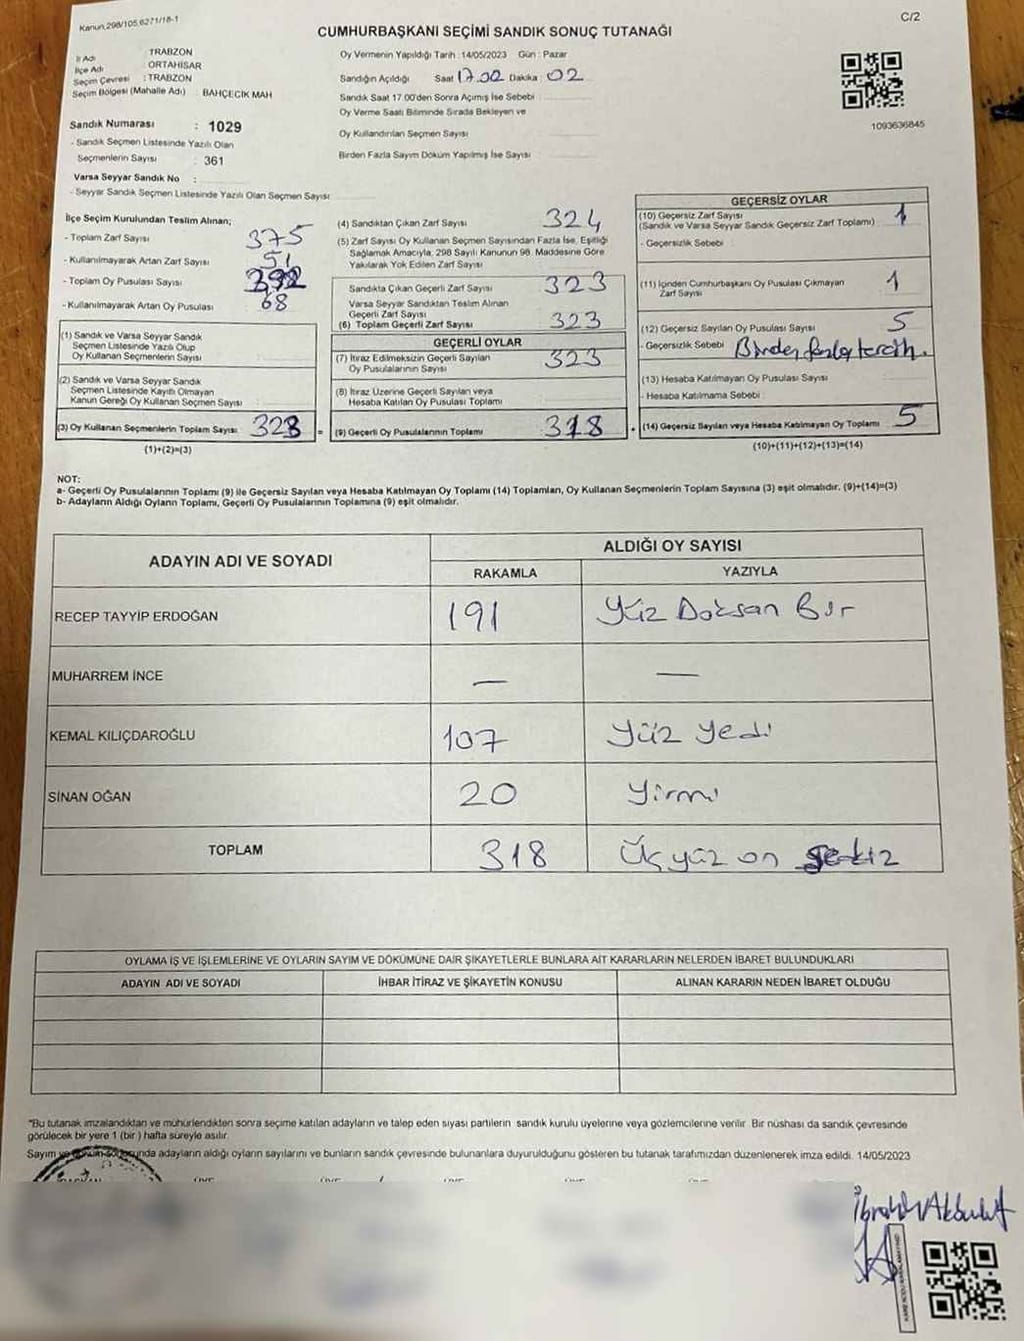 Kanun.298/105.6271/18-1
C/2
CUMHURBAŞKANI SEÇİMİ SANDIK SONUÇ TUTANAĞI
İl Adı : TRABZON
İlçe Adı : ORTAHİSAR
Seçim Çevresi : TRABZON
Seçim Bölgesi (Mahalle Adı) : BAHÇECİK MAH
Oy Vermenin Yapıldığı Tarih : 14/05/2023 Gün : Pazar
Sandığın Açıldığı Saat 17.00 Dakika : 02
Sandık Saat 17.00'den Sonra Açımış İse Sebebi :
Oy Verme Saati Bitiminde Sırada Bekleyen ve
Oy Kullandırılan Seçmen Sayısı :
Birden Fazla Sayım Döküm Yapılmış İse Sayısı :
1093636845
Sandık Numarası : 1029
- Sandık Seçmen Listesinde Yazılı Olan
Seçmenlerin Sayısı : 361
Varsa Seyyar Sandık No :
- Seyyar Sandık Seçmen Listesinde Yazılı Olan Seçmen Sayısı :
İlçe Seçim Kurulundan Teslim Alınan;
- Toplam Zarf Sayısı : 375
- Kullanılmayarak Artan Zarf Sayısı : 51
- Toplam Oy Pusulası Sayısı :
- Kullanılmayarak Artan Oy Pusulası : 68
(1) Sandık ve Varsa Seyyar Sandık
Seçmen Listesinde Yazılı Olup
Oy Kullanan Seçmenlerin Sayısı :
(2) Sandık ve Varsa Seyyar Sandık
Seçmen Listesinde Kayıtlı Olmayan
Kanun Gereği Oy Kullanan Seçmen Sayısı :
(3) Oy Kullanan Seçmenlerin Toplam Sayısı : 323
(1)+(2)=(3)
(4) Sandıktan Çıkan Zarf Sayısı : 324
(5) Zarf Sayısı Oy Kullanan Seçmen Sayısından Fazla İse, Eşitliği
Sağlamak Amacıyla, 298 Sayılı Kanunun 98. Maddesine Göre
Yakılarak Yok Edilen Zarf Sayısı :
Sandıkta Çıkan Geçerli Zarf Sayısı : 323
Varsa Seyyar Sandıktan Teslim Alınan
Geçerli Zarf Sayısı :
(6) Toplam Geçerli Zarf Sayısı : 323
GEÇERLİ OYLAR
(7) İtiraz Edilmeksizin Geçerli Sayılan
Oy Pusulalarının Sayısı : 323
(8) İtiraz Üzerine Geçerli Sayılan veya
Hesaba Katılan Oy Pusulası Toplamı :
= (9) Geçerli Oy Pusulalarının Toplamı : 318 +
GEÇERSİZ OYLAR
(10) Geçersiz Zarf Sayısı
(Sandık ve Varsa Seyyar Sandık Geçersiz Zarf Toplamı) : 1
- Geçersizlik Sebebi :
(11) İçinden Cumhurbaşkanı Oy Pusulası Çıkmayan
Zarf Sayısı : 1
(12) Geçersiz Sayılan Oy Pusulası Sayısı : 5
- Geçersizlik Sebebi : Birden fazla tercih.
(13) Hesaba Katılmayan Oy Pusulası Sayısı :
- Hesaba Katılmama Sebebi :
(14) Geçersiz Sayılan veya Hesaba Katılmayan Oy Toplamı : 5
(10)+(11)+(12)+(13)=(14)
NOT:
a- Geçerli Oy Pusulalarının Toplamı (9) ile Geçersiz Sayılan veya Hesaba Katılmayan Oy Toplamı (14) Toplamları, Oy Kullanan Seçmenlerin Toplam Sayısına (3) eşit olmalıdır. (9)+(14)=(3)
b- Adayların Aldığı Oyların Toplamı, Geçerli Oy Pusulalarının Toplamına (9) eşit olmalıdır.
ADAYIN ADI VE SOYADI ALDIĞI OY SAYISI
RAKAMLA YAZIYLA
RECEP TAYYİP ERDOĞAN 191 Yüz Doksan Bir
MUHARREM İNCE — —
KEMAL KILIÇDAROĞLU 107 Yüz yedi
SİNAN OĞAN 20 Yirmi
TOPLAM 318 Üçyüz on sekiz
OYLAMA İŞ VE İŞLEMLERİNE VE OYLARIN SAYIM VE DÖKÜMÜNE DAİR ŞİKAYETLERLE BUNLARA AİT KARARLARIN NELERDEN İBARET BULUNDUKLARI
ADAYIN ADI VE SOYADI İHBAR İTİRAZ VE ŞİKAYETİN KONUSU ALINAN KARARIN NEDEN İBARET OLDUĞU
*Bu tutanak imzalandıktan ve mühürlendikten sonra seçime katılan adayların ve talep eden siyasi partilerin sandık kurulu üyelerine veya gözlemcilerine verilir. Bir nüshası da sandık çevresinde
görülecek bir yere 1 (bir) hafta süreyle asılır.
Sayım ve döküm sonucunda adayların aldığı oyların sayılarını ve bunların sandık çevresinde bulunanlara duyurulduğunu gösteren bu tutanak tarafımızdan düzenlenerek imza edildi. 14/05/2023
İbrahim Akbulut